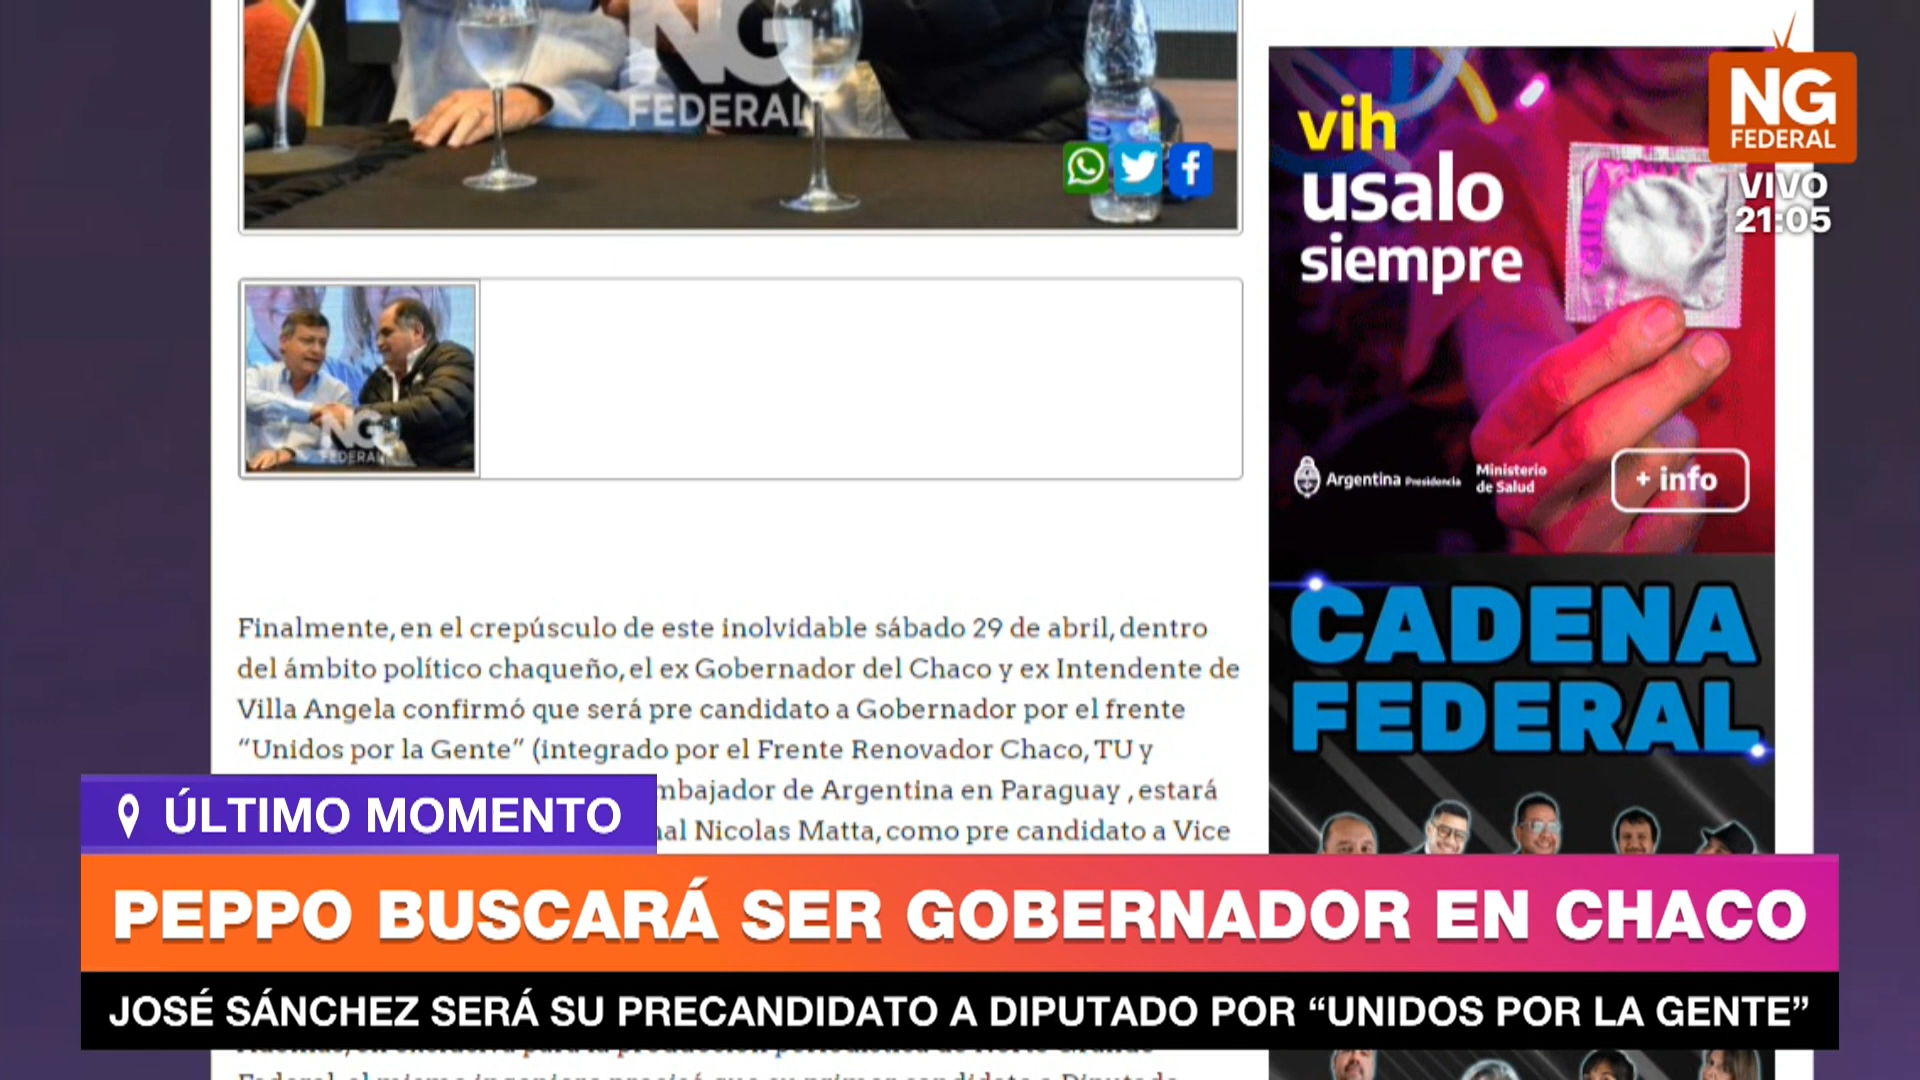 NG
FEDERAL
NG
FEDERAL
Finalmente, en el crepúsculo de este inolvidable sábado 29 de abril, dentro
del ámbito político chaqueño, el ex Gobernador del Chaco y ex Intendente de
Villa Angela confirmó que será pre candidato a Gobernador por el frente
“Unidos por la Gente” (integrado por el Frente Renovador Chaco, TU y
mbajador de Argentina en Paraguay , estará
al Nicolas Matta, como pre candidato a Vice
vih
usalo
siempre
Argentina Presidencia
Ministerio
de Salud
+ info
NG
FEDERAL
VIVO
21:05
CADENA
FEDERAL
ÚLTIMO MOMENTO
PEPPO BUSCARÁ SER GOBERNADOR EN CHACO
JOSÉ SÁNCHEZ SERÁ SU PRECANDIDATO A DIPUTADO POR “UNIDOS POR LA GENTE”